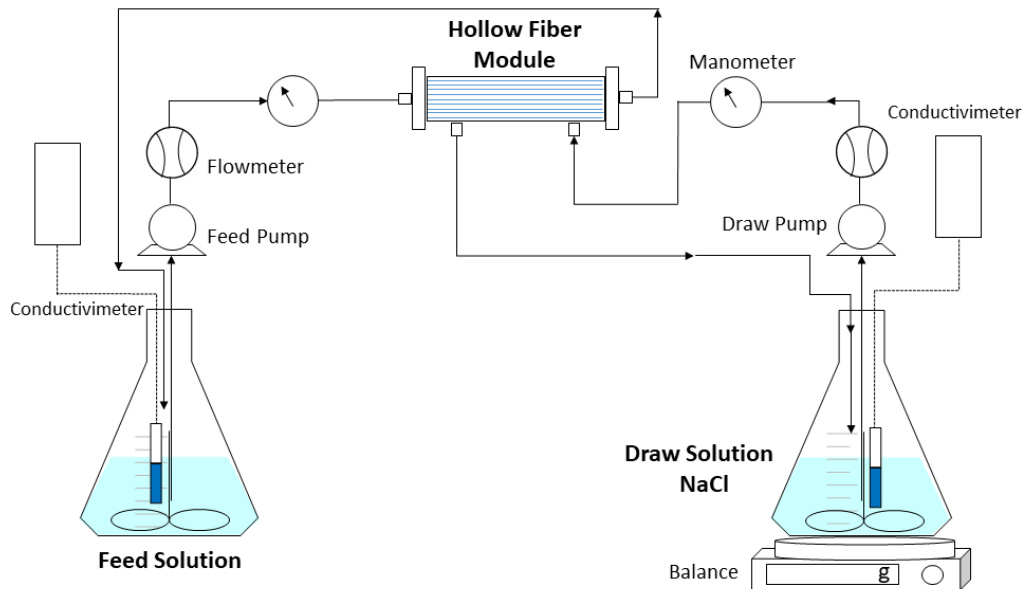 Hollow Fiber
Module
Manometer
Conductivimeter
Flowmeter
Feed Pump
Draw Pump
Conductivimeter
Draw Solution
NaCl
Feed Solution
Balance
g